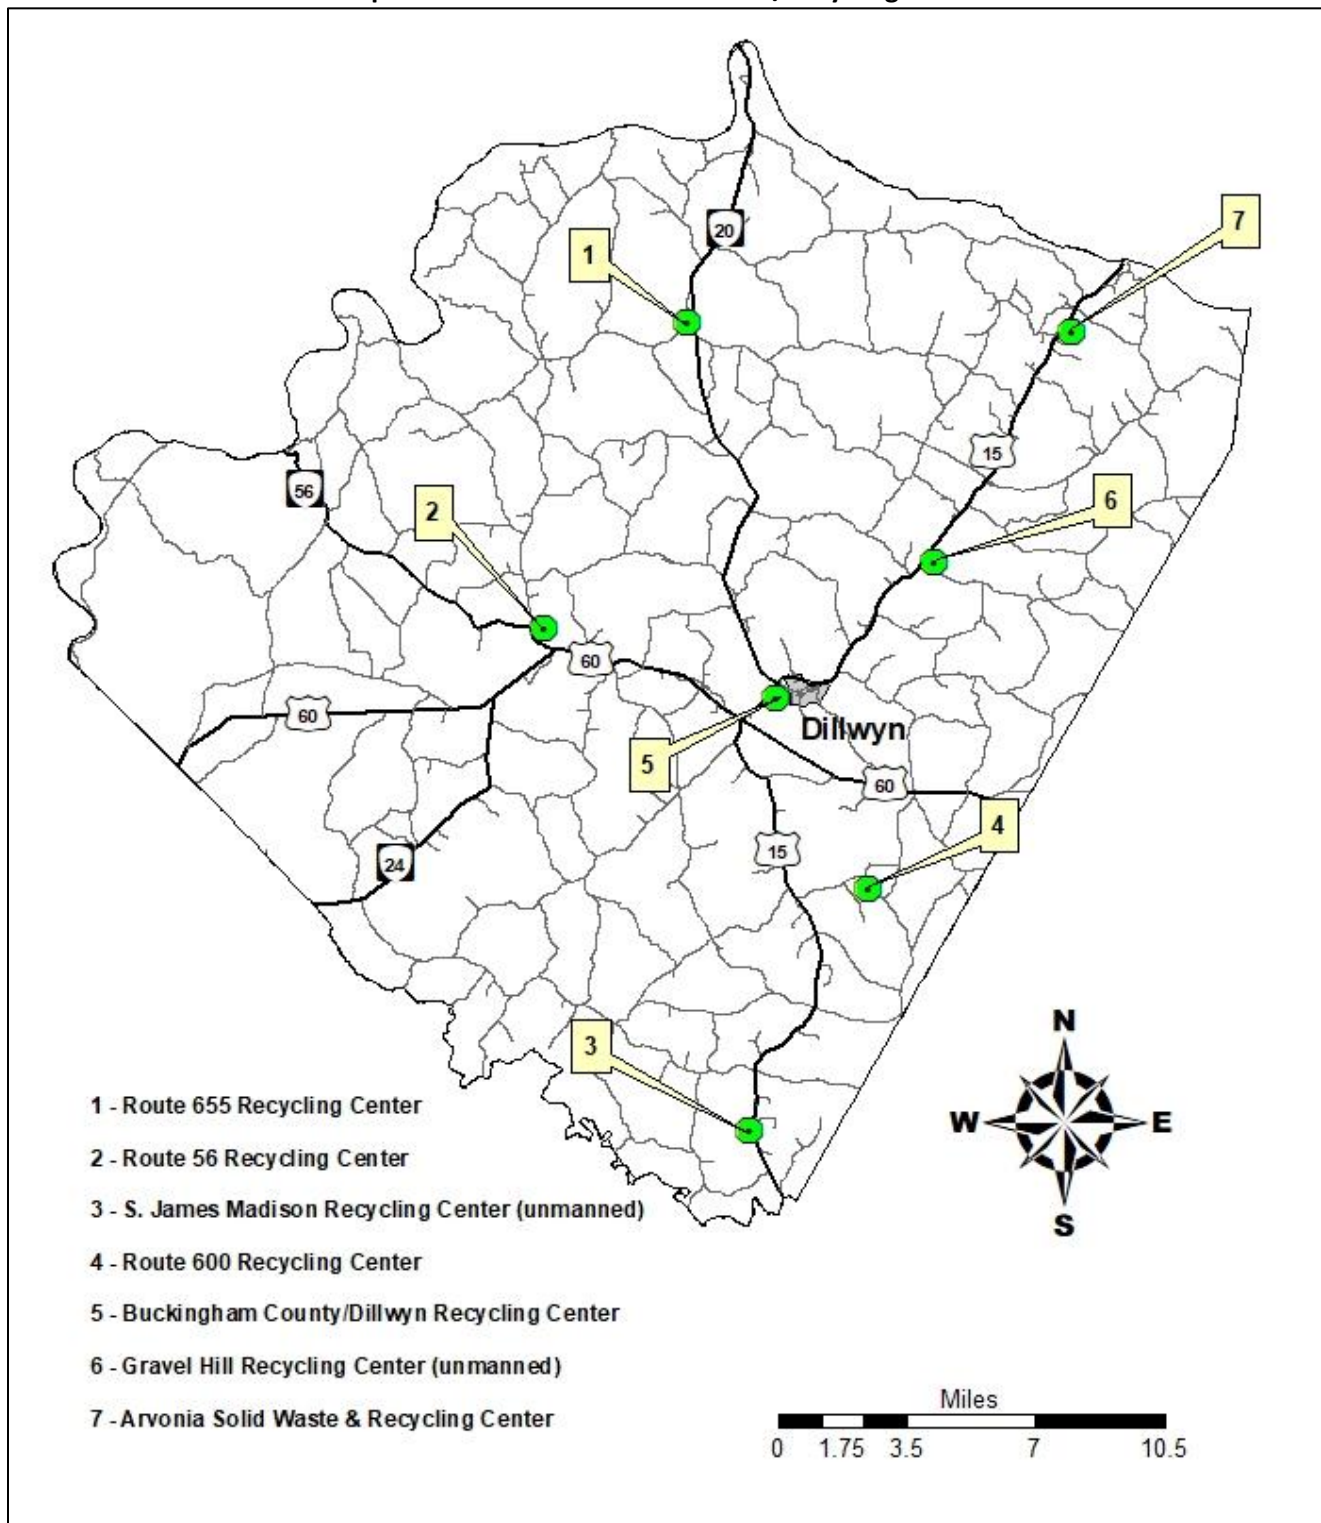 20
7
1
15
56
2
6
60
60
Dillwyn
5
60
4
15
24
3
N
W
E
S
1 - Route 655 Recycling Center
2 - Route 56 Recycling Center
3 - S. James Madison Recycling Center (unmanned)
4 - Route 600 Recycling Center
5 - Buckingham County/Dillwyn Recycling Center
6 - Gravel Hill Recycling Center (unmanned)
7 - Arvonia Solid Waste & Recycling Center
Miles
0 1.75 3.5 7 10.5